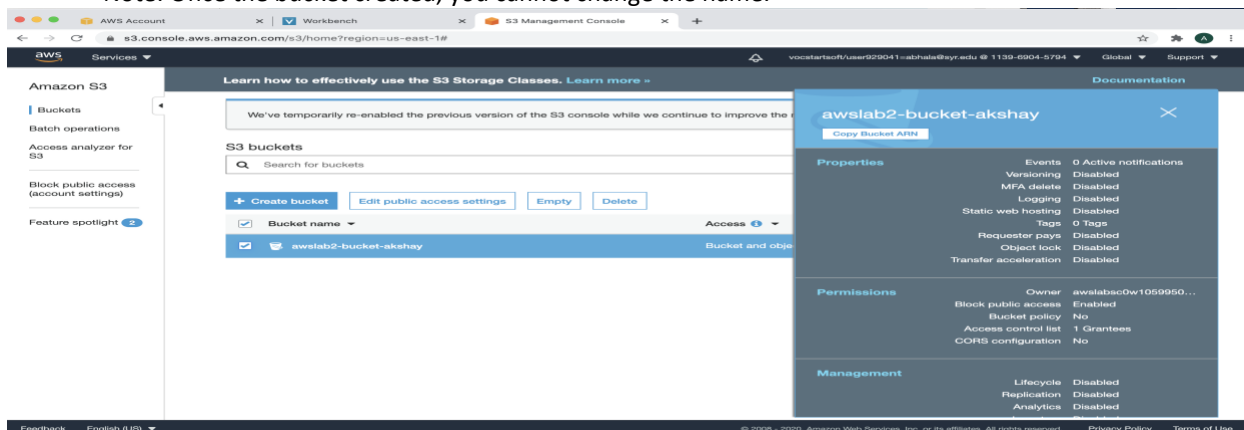 Note: Once the bucket created, you cannot change the name.
AWS Account
Workbench
S3 Management Console
s3.console.aws.amazon.com/s3/home?region=us-east-1#
A
aws
Services
vocstartsoft/user929041=abhala@syr.edu @ 1139-6904-5794
Global
Support
Amazon S3
Buckets
Batch operations
Access analyzer for
S3
Block public access
(account settings)
Feature spotlight 2
Learn how to effectively use the S3 Storage Classes. Learn more »
Documentation
We've temporarily re-enabled the previous version of the S3 console while we continue to improve the
S3 buckets
Search for buckets
+ Create bucket Edit public access settings Empty Delete
Bucket name Access
awslab2-bucket-akshay Bucket and obje
awslab2-bucket-akshay
Copy Bucket ARN
Properties
Events 0 Active notifications
Versioning Disabled
MFA delete Disabled
Logging Disabled
Static web hosting Disabled
Tags 0 Tags
Requester pays Disabled
Object lock Disabled
Transfer acceleration Disabled
Permissions
Owner awslabsc0w1059950...
Block public access Enabled
Bucket policy No
Access control list 1 Grantees
CORS configuration No
Management
Lifecycle Disabled
Replication Disabled
Analytics Disabled
Feedback English (US)
© 2008 - 2020, Amazon Web Services, Inc. or its affiliates. All rights reserved. Privacy Policy Terms of Use